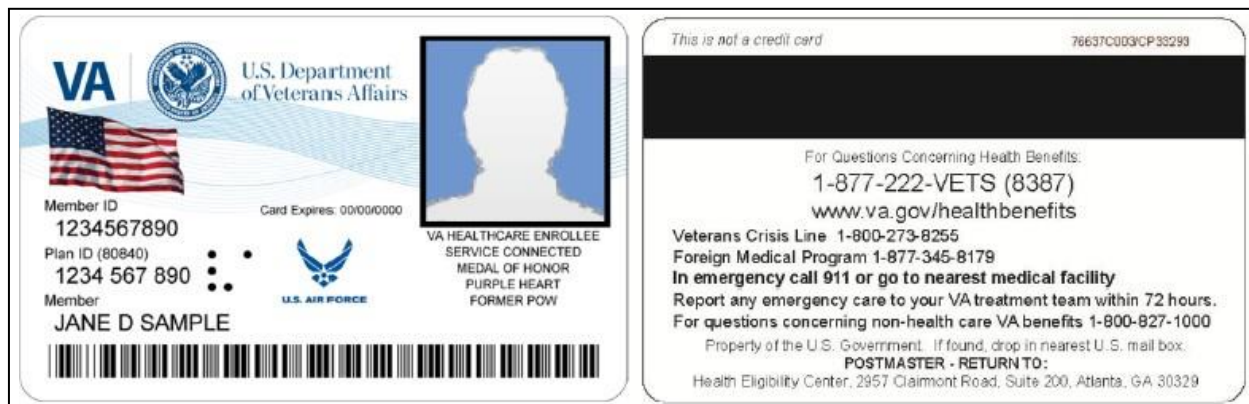 VA
U.S. Department
of Veterans Affairs
Member ID
1234567890
Card Expires: 00/00/0000
Plan ID (80840)
1234 567 890
Member
JANE D SAMPLE
U.S. AIR FORCE
VA HEALTHCARE ENROLLEE
SERVICE CONNECTED
MEDAL OF HONOR
PURPLE HEART
FORMER POW
This is not a credit card
76637C003/CP33293
For Questions Concerning Health Benefits:
1-877-222-VETS (8387)
www.va.gov/healthbenefits
Veterans Crisis Line 1-800-273-8255
Foreign Medical Program 1-877-345-8179
In emergency call 911 or go to nearest medical facility
Report any emergency care to your VA treatment team within 72 hours.
For questions concerning non-health care VA benefits 1-800-827-1000
Property of the U.S. Government. If found, drop in nearest U.S. mail box.
POSTMASTER - RETURN TO:
Health Eligibility Center, 2957 Clairmont Road, Suite 200, Atlanta, GA 30329